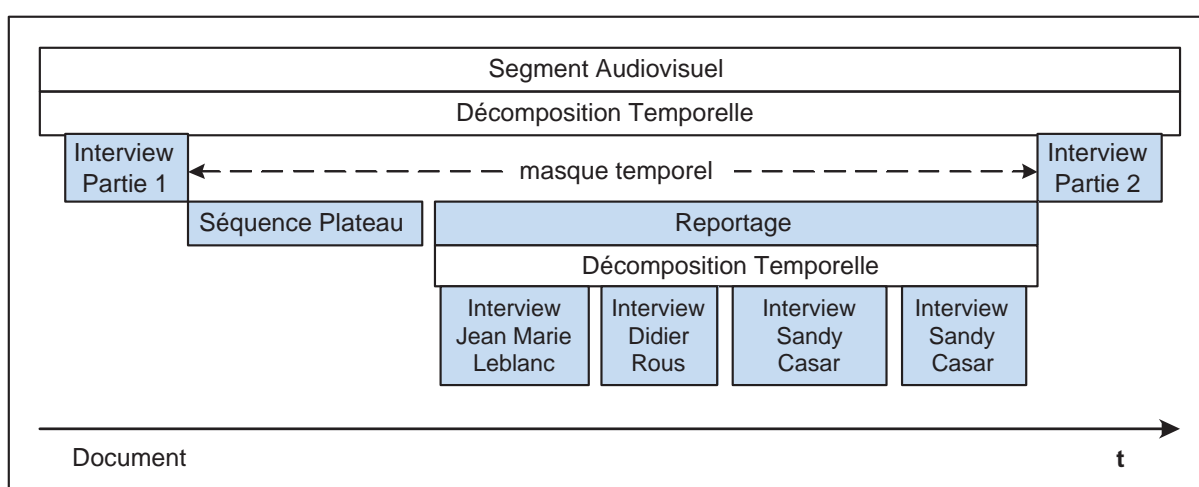 Segment Audiovisuel
Décomposition Temporelle
Interview
Partie 1
masque temporel
Interview
Partie 2
Séquence Plateau
Reportage
Décomposition Temporelle
Interview
Jean Marie
Leblanc
Interview
Didier
Rous
Interview
Sandy
Casar
Interview
Sandy
Casar
Document
t